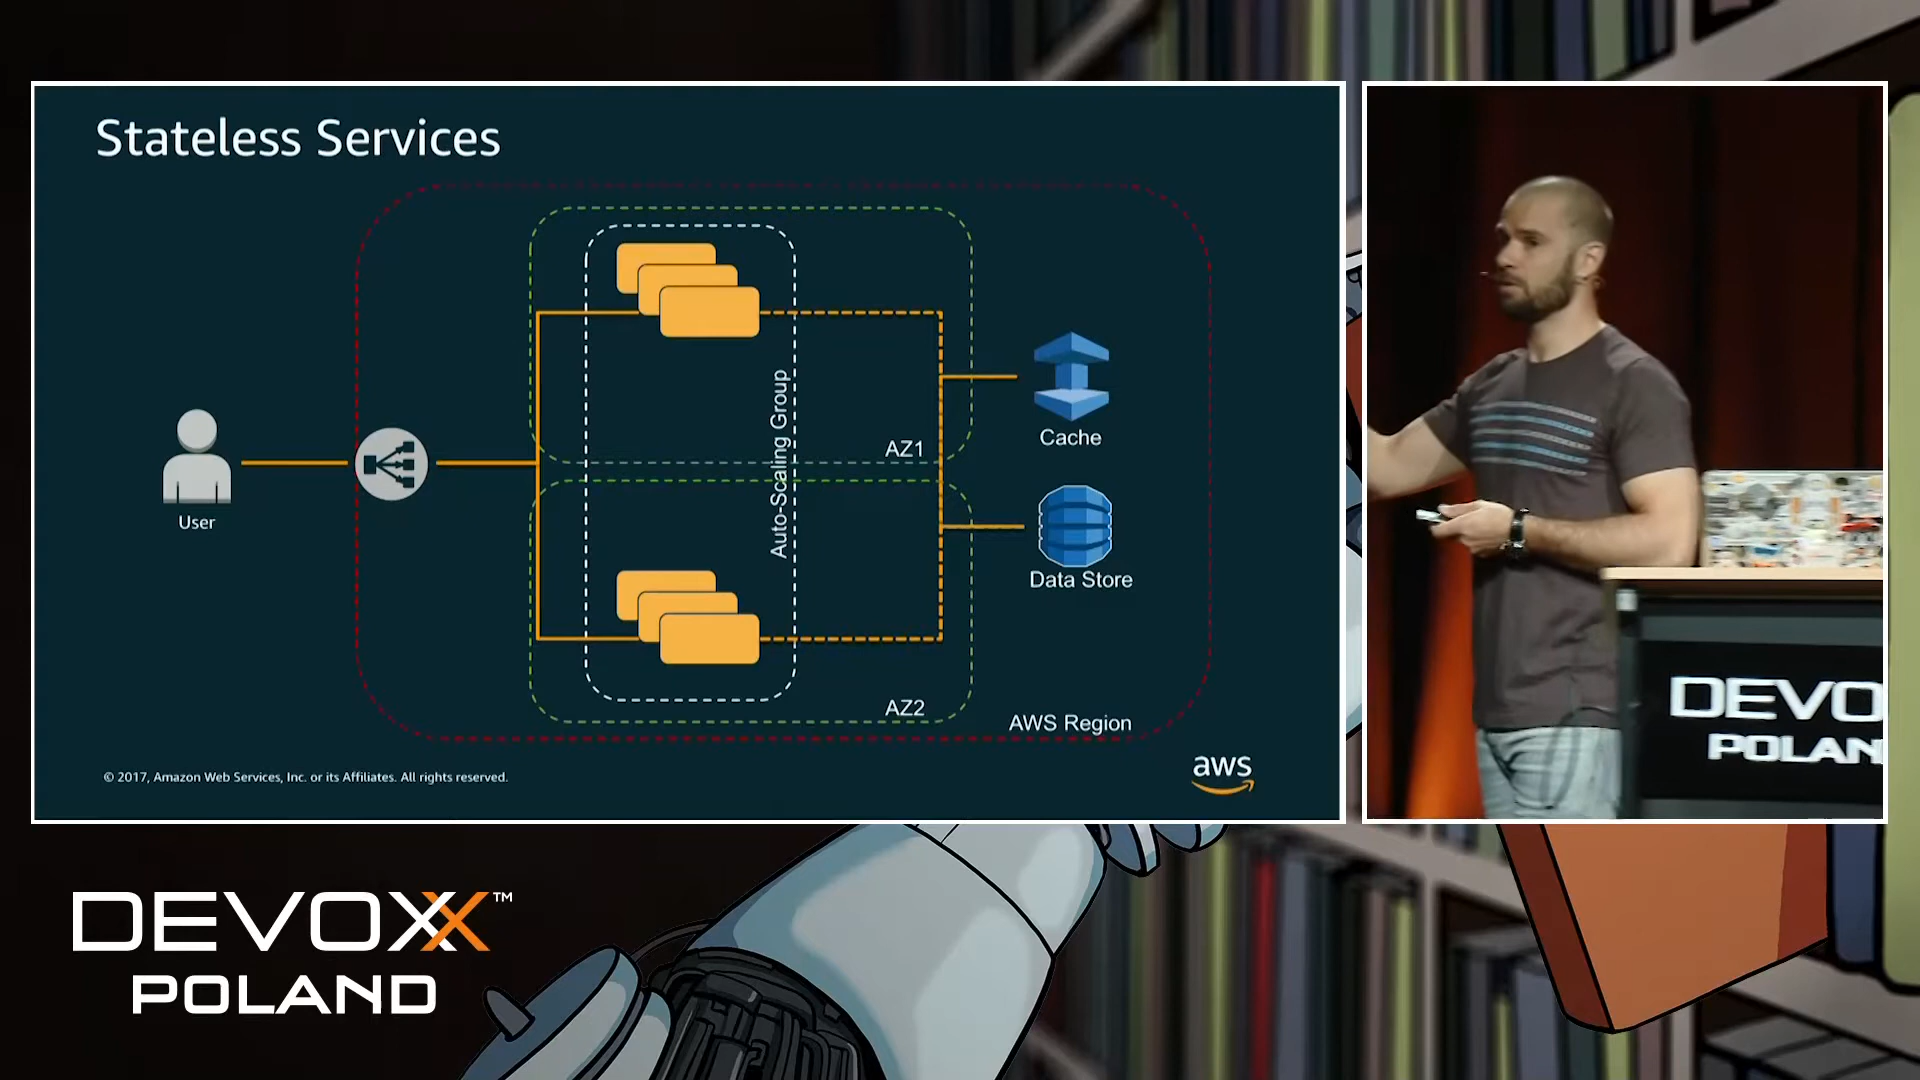 Stateless Services
Auto-Scaling Group
AZ1
Cache
User
Data Store
AZ2
AWS Region
© 2017, Amazon Web Services, Inc. or its Affiliates. All rights reserved.
aws
DEVO
POLAN
DEVOXX™
POLAND